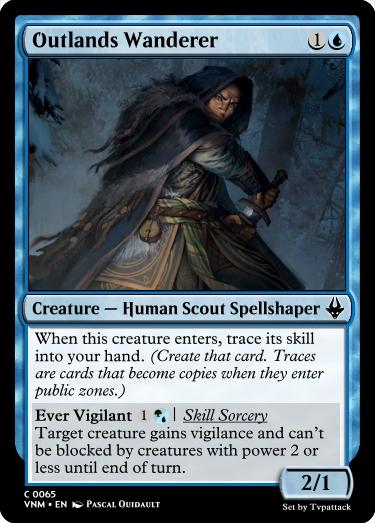 Outlands Wanderer 1
Creature — Human Scout Spellshaper
When this creature enters, trace its skill
into your hand. (Create that card. Traces
are cards that become copies when they enter
public zones.)
Ever Vigilant 1 | Skill Sorcery
Target creature gains vigilance and can't
be blocked by creatures with power 2 or
less until end of turn.
2/1
C 0065
VNM • EN Pascal Quidault
Set by Tvpattack